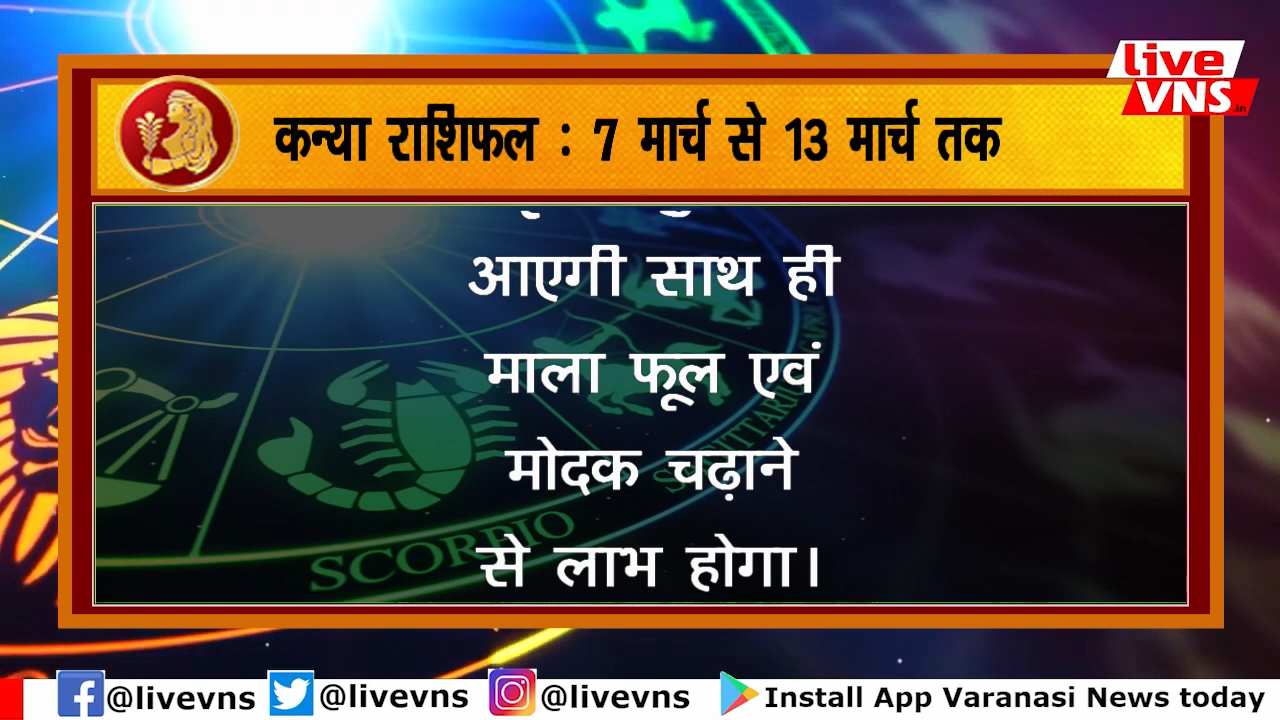 live
VNS.in
कन्या राशिफल : 7 मार्च से 13 मार्च तक
आएगी साथ ही
माला फूल एवं
मोदक चढ़ाने
से लाभ होगा।
SCORPIO
SAGITTARIUS
@livevns @livevns @livevns Install App Varanasi News today